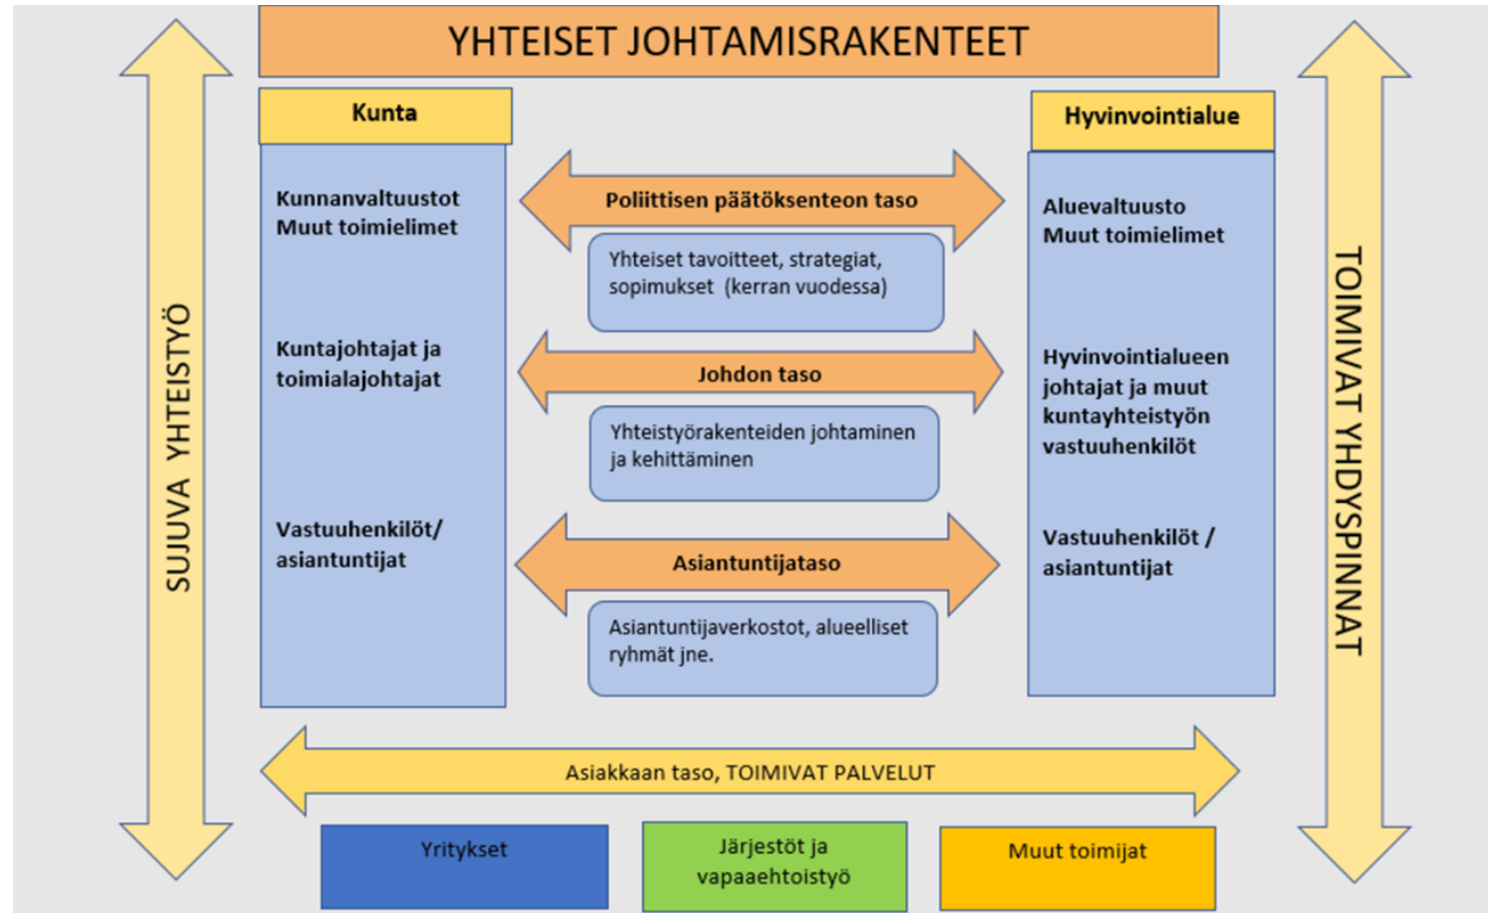 YHTEISET JOHTAMISRAKENTEET
SUJUVA YHTEISTYÖ
Kunta
Kunnanvaltuustot
Muut toimielimet
Kuntajohtajat ja
toimialajohtajat
Vastuuhenkilöt/
asiantuntijat
Poliittisen päätöksenteon taso
Yhteiset tavoitteet, strategiat,
sopimukset (kerran vuodessa)
Johdon taso
Yhteistyörakenteiden johtaminen
ja kehittäminen
Asiantuntijataso
Asiantuntijaverkostot, alueelliset
ryhmät jne.
Hyvinvointialue
Aluevaltuusto
Muut toimielimet
Hyvinvointialueen
johtajat ja muut
kuntayhteistyön
vastuuhenkilöt
Vastuuhenkilöt /
asiantuntijat
TOIMIVAT YHDYSPINNAT
Asiakkaan taso, TOIMIVAT PALVELUT
Yritykset
Järjestöt ja
vapaaehtoistyö
Muut toimijat